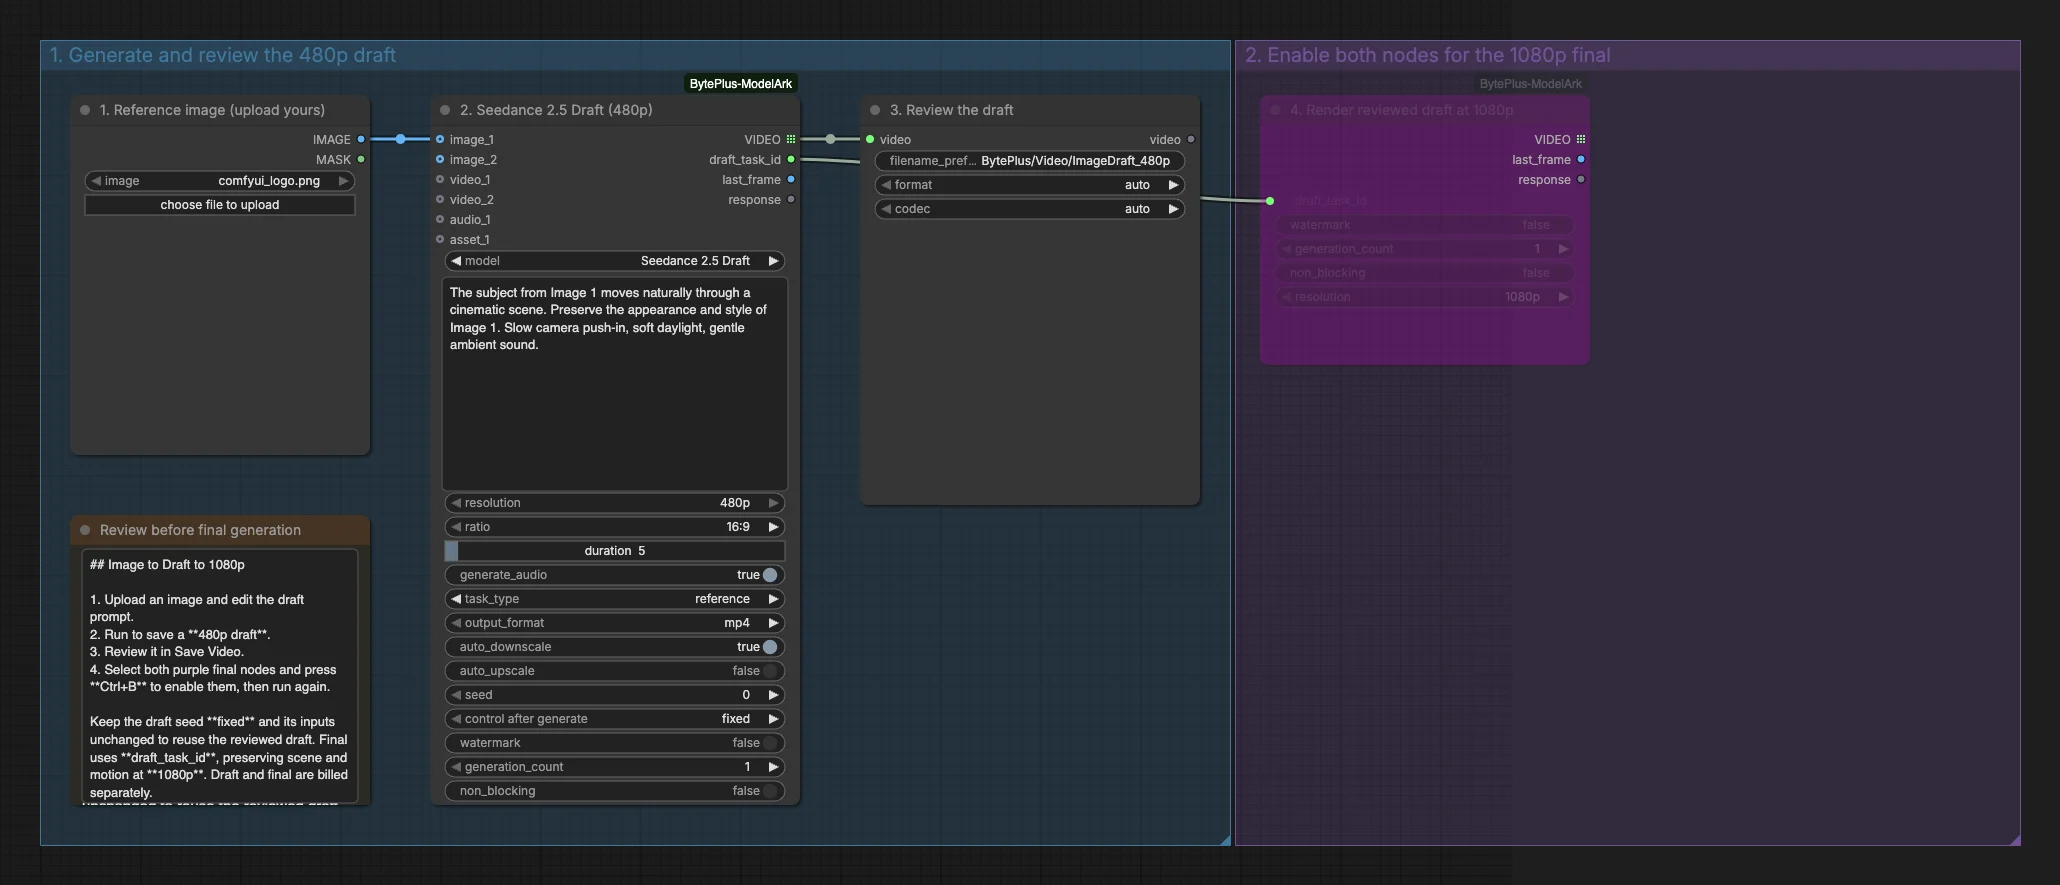 1. Generate and review the 480p draft
2. Enable both nodes for the 1080p final
1. Reference image (upload yours)
IMAGE
MASK
image comfyui_logo.png
choose file to upload
Review before final generation
## Image to Draft to 1080p
1. Upload an image and edit the draft
prompt.
2. Run to save a **480p draft**.
3. Review it in Save Video.
4. Select both purple final nodes and press
**Ctrl+B** to enable them, then run again.
Keep the draft seed **fixed** and its inputs
unchanged to reuse the reviewed draft. Final
uses **draft_task_id**, preserving scene and
motion at **1080p**. Draft and final are billed
separately.
BytePlus-ModelArk
2. Seedance 2.5 Draft (480p)
image_1 VIDEO
image_2 draft_task_id
video_1 last_frame
video_2 response
audio_1
asset_1
model Seedance 2.5 Draft
The subject from Image 1 moves naturally through a
cinematic scene. Preserve the appearance and style of
Image 1. Slow camera push-in, soft daylight, gentle
ambient sound.
resolution 480p
ratio 16:9
duration 5
generate_audio true
task_type reference
output_format mp4
auto_downscale true
auto_upscale false
seed 0
control after generate fixed
watermark false
generation_count 1
non_blocking false
3. Review the draft
video video
filename_pref... BytePlus/Video/ImageDraft_480p
format auto
codec auto
BytePlus-ModelArk
4. Render reviewed draft at 1080p
VIDEO
last_frame
response
draft_task_id
watermark false
generation_count 1
non_blocking false
resolution 1080p